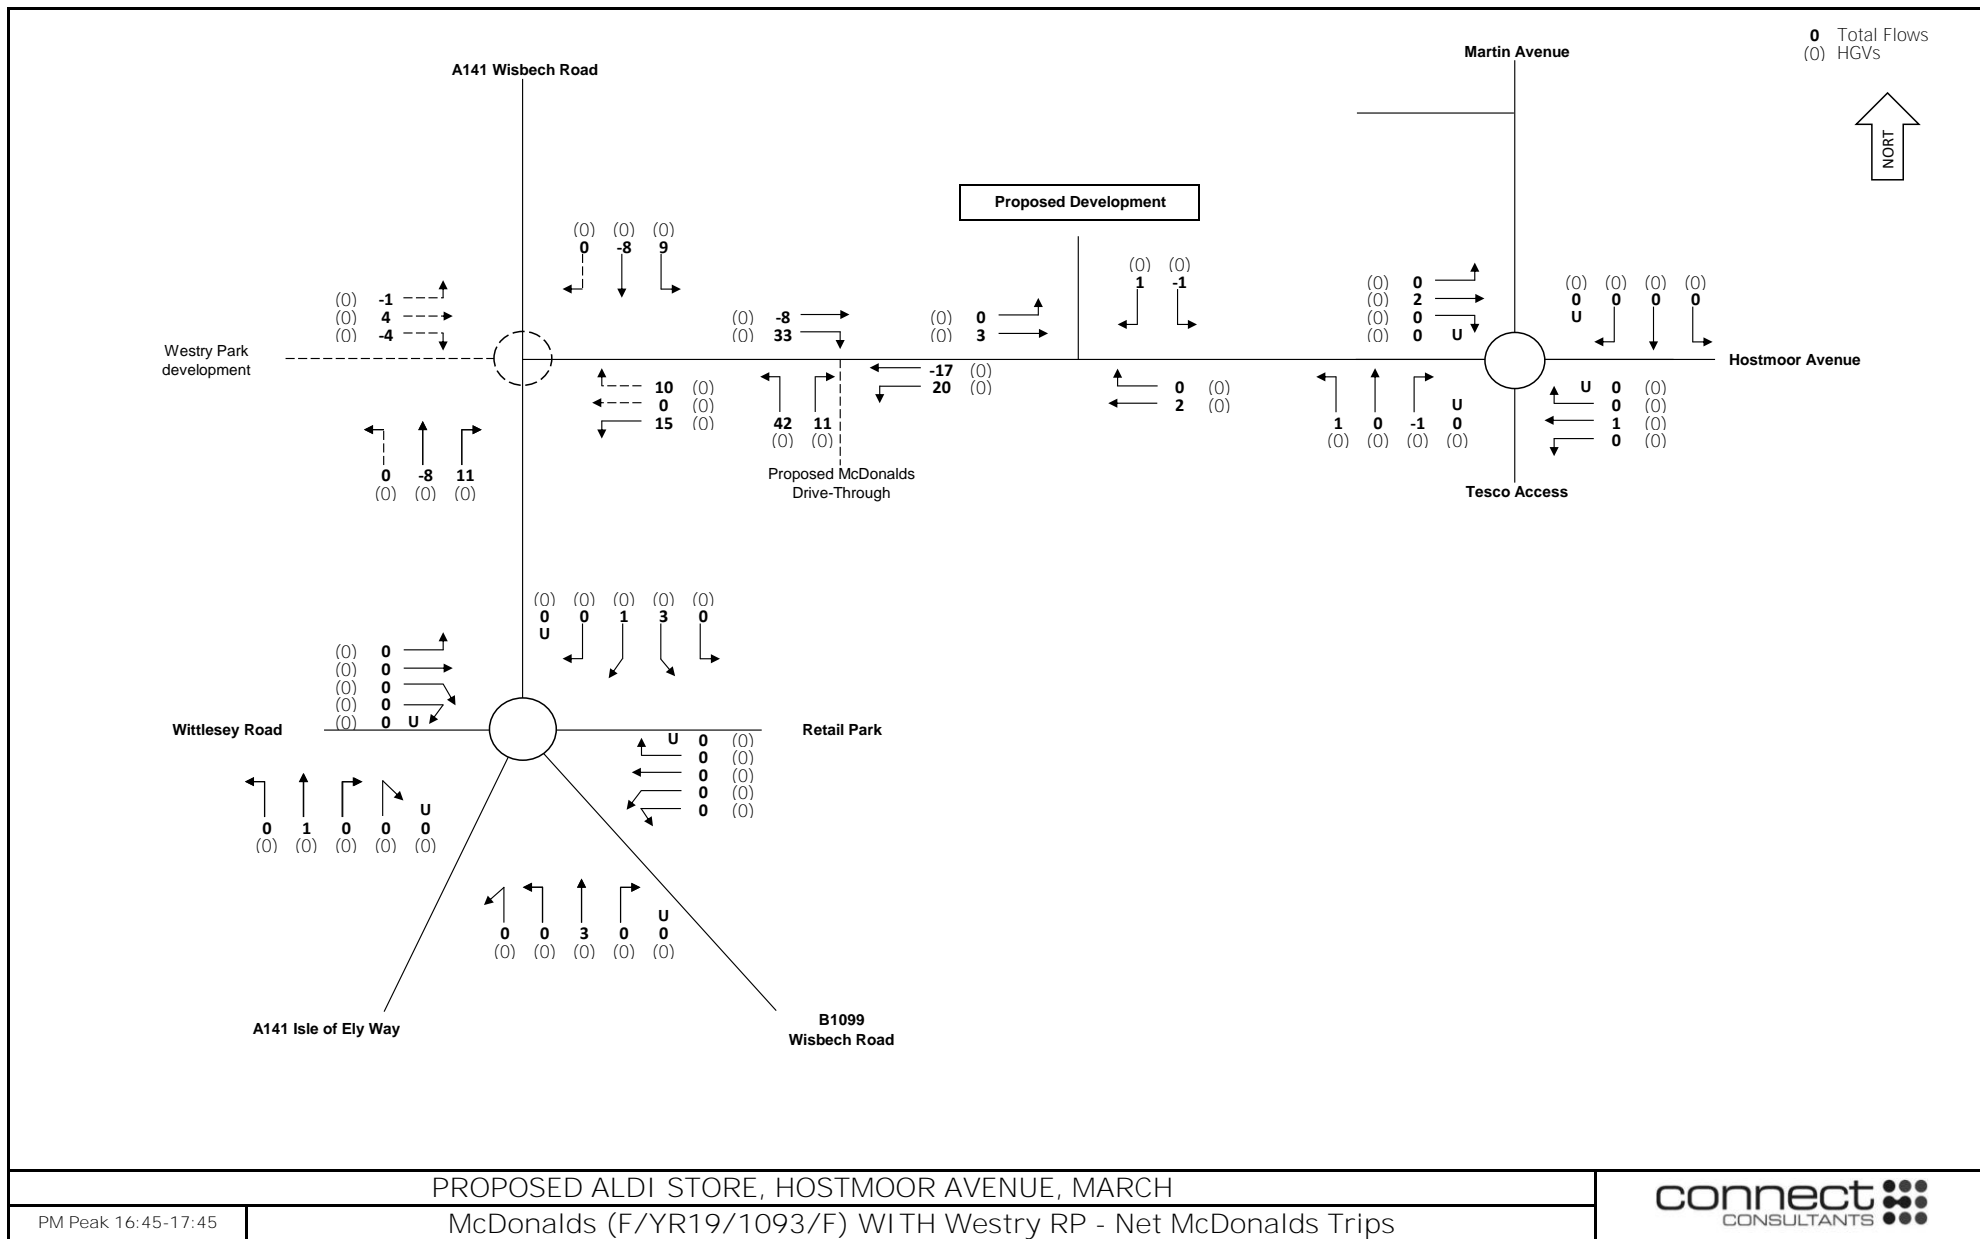 0 Total Flows
(0) HGVs
NORT
A141 Wisbech Road
Martin Avenue
Proposed Development
(0) (0) (0)
0 -8 9
(0) -1
(0) 4
(0) -4
Westry Park
development
(0) -8
(0) 33
(0) 0
(0) 3
(0) (0)
1 -1
(0) 0
(0) 2
(0) 0
(0) 0 U
(0) (0) (0) (0)
0 0 0 0
U
Hostmoor Avenue
10 (0)
0 (0)
15 (0)
42 11
(0) (0)
-17 (0)
20 (0)
0 (0)
2 (0)
U
1 0 -1 0
(0) (0) (0) (0)
U 0 (0)
0 (0)
1 (0)
0 (0)
0 -8 11
(0) (0) (0)
Proposed McDonalds
Drive-Through
Tesco Access
(0) (0) (0) (0) (0)
0 0 1 3 0
U
(0) 0
(0) 0
(0) 0
(0) 0
(0) 0 U
Wittlesey Road
Retail Park
U 0 (0)
0 (0)
0 (0)
0 (0)
0 (0)
U
0 1 0 0 0
(0) (0) (0) (0) (0)
U
0 0 3 0 0
(0) (0) (0) (0) (0)
A141 Isle of Ely Way
B1099
Wisbech Road
PROPOSED ALDI STORE, HOSTMOOR AVENUE, MARCH
PM Peak 16:45-17:45
McDonalds (F/YR19/1093/F) WITH Westry RP - Net McDonalds Trips
connect
CONSULTANTS